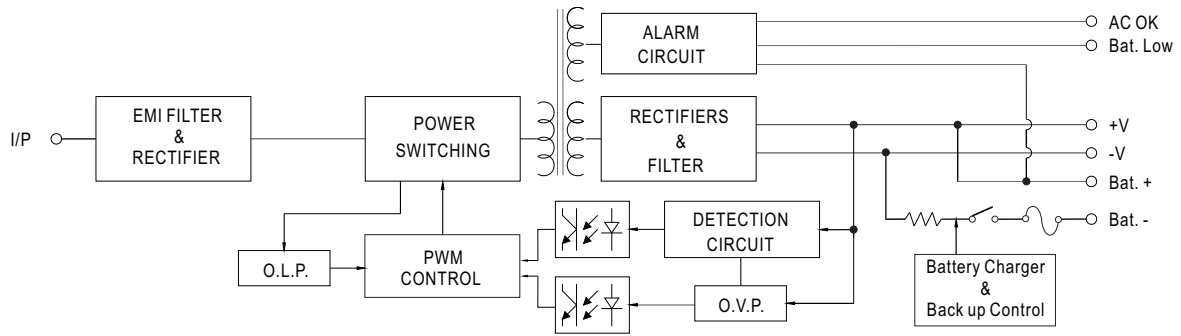 AC OK
ALARM
CIRCUIT
Bat. Low
I/P
EMI FILTER
&
RECTIFIER
POWER
SWITCHING
RECTIFIERS
&
FILTER
+V
-V
Bat. +
Bat. -
O.L.P.
PWM
CONTROL
DETECTION
CIRCUIT
O.V.P.
Battery Charger
&
Back up Control